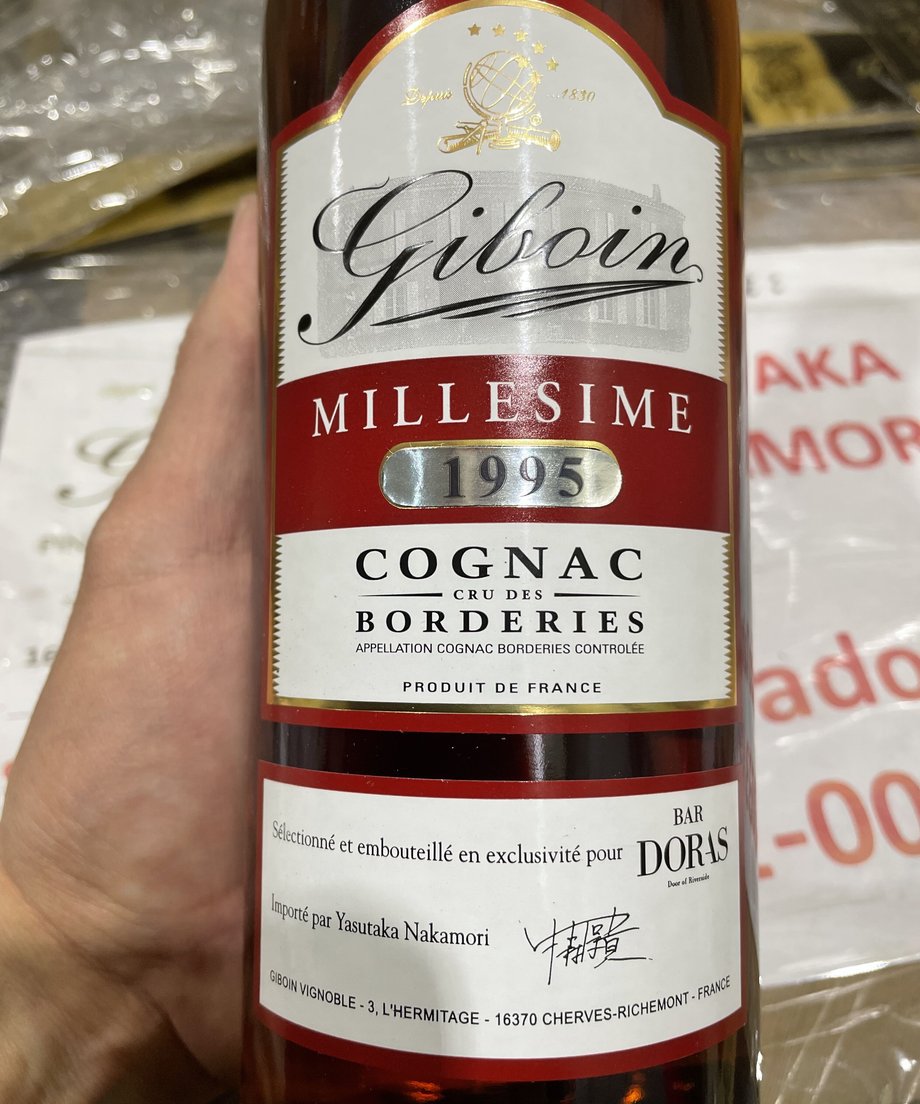 Depuis 1830
Giboin
MILLESIME
1995
COGNAC
CRU DES
BORDERIES
APPELLATION COGNAC BORDERIES CONTROLÉE
PRODUIT DE FRANCE
Sélectionné et embouteillé en exclusivité pour
BAR
DORAS
Door of Riverside
Importé par Yasutaka Nakamori
GIBOIN VIGNOBLE - 3, L'HERMITAGE - 16370 CHERVES-RICHEMONT - FRANCE
AKA
MOR
ado
-00